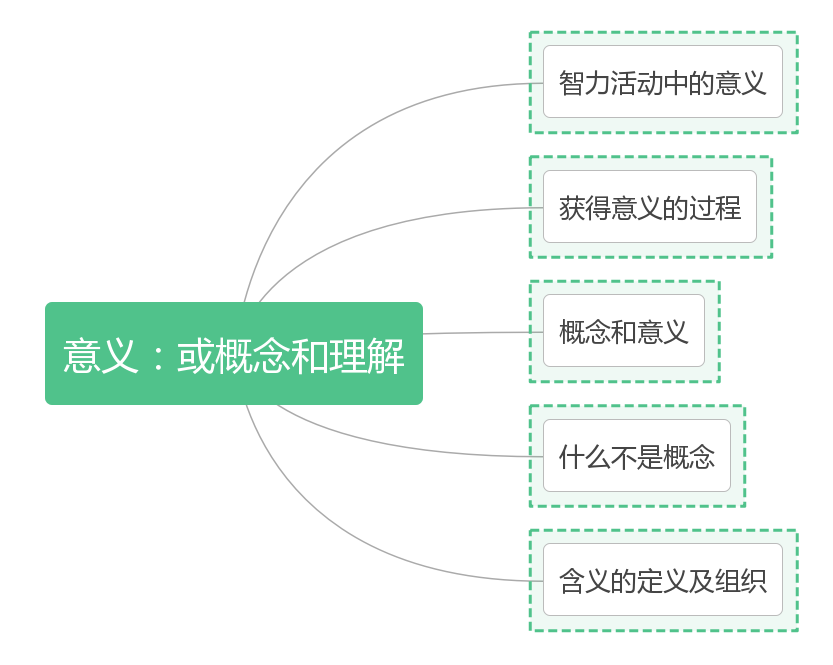 智力活动中的意义
获得意义的过程
意义：或概念和理解
概念和意义
什么不是概念
含义的定义及组织